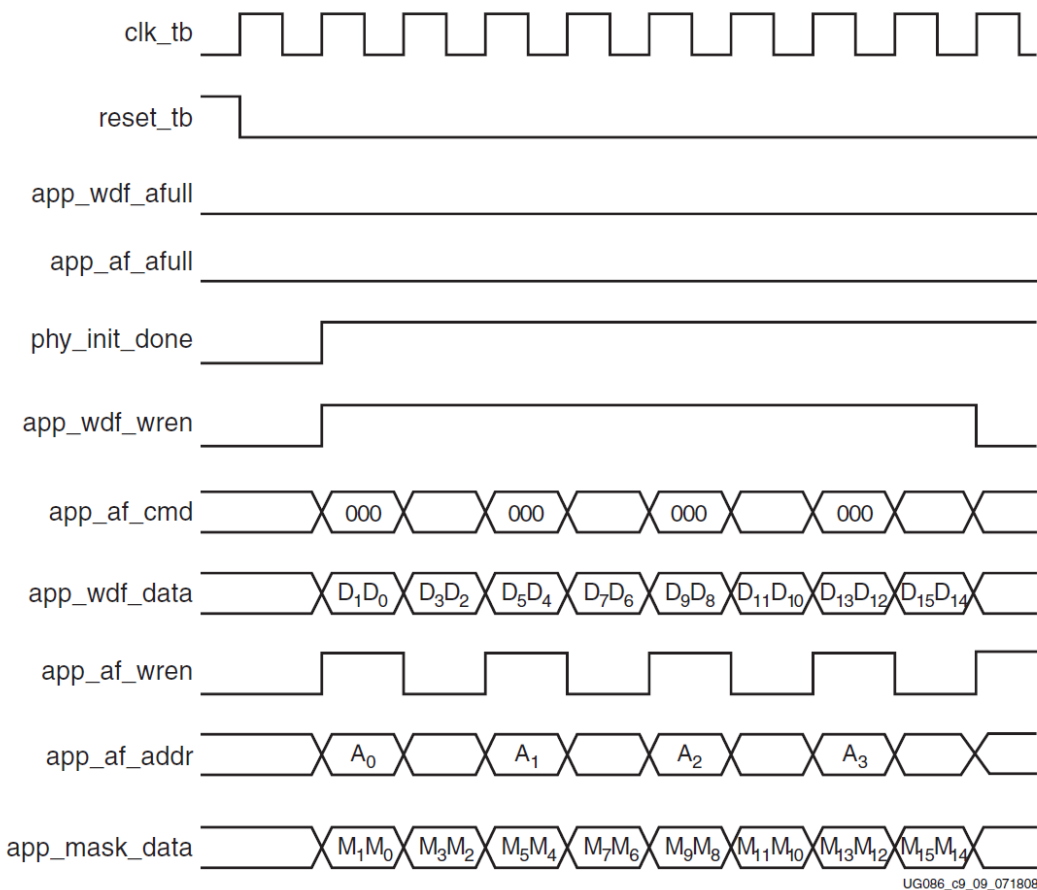 clk_tb
reset_tb
app_wdf_afull
app_af_afull
phy_init_done
app_wdf_wren
app_af_cmd 000 000 000 000
app_wdf_data D₁D₀ D₃D₂ D₅D₄ D₇D₆ D₉D₈ D₁₁D₁₀ D₁₃D₁₂ D₁₅D₁₄
app_af_wren
app_af_addr A₀ A₁ A₂ A₃
app_mask_data M₁M₀ M₃M₂ M₅M₄ M₇M₆ M₉M₈ M₁₁M₁₀ M₁₃M₁₂ M₁₅M₁₄
UG086_c9_09_071808